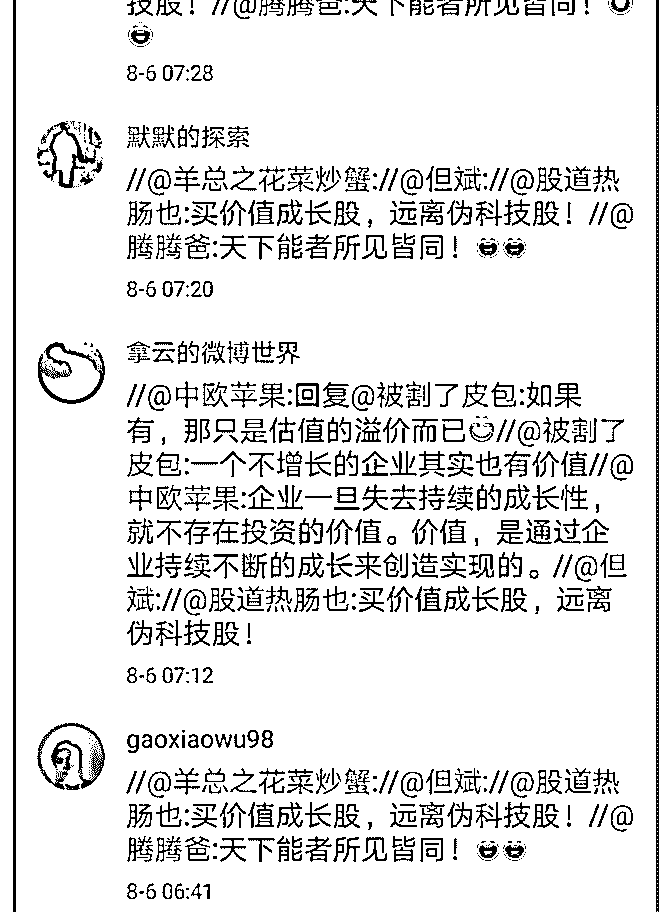 技股！//@腾腾爸:天下能者所见皆同！
8-6 07:28
默默的探索
//@羊总之花菜炒蟹://@但斌://@股道热
肠也:买价值成长股，远离伪科技股！//@
腾腾爸:天下能者所见皆同！
8-6 07:20
拿云的微博世界
//@中欧苹果:回复@被割了皮包:如果
有，那只是估值的溢价而已//@被割了
皮包:一个不增长的企业其实也有价值//@
中欧苹果:企业一旦失去持续的成长性，
就不存在投资的价值。价值，是通过企
业持续不断的成长来创造实现的。//@但
斌://@股道热肠也:买价值成长股，远离
伪科技股！
8-6 07:12
gaoxiaowu98
//@羊总之花菜炒蟹://@但斌://@股道热
肠也:买价值成长股，远离伪科技股！//@
腾腾爸:天下能者所见皆同！
8-6 06:41